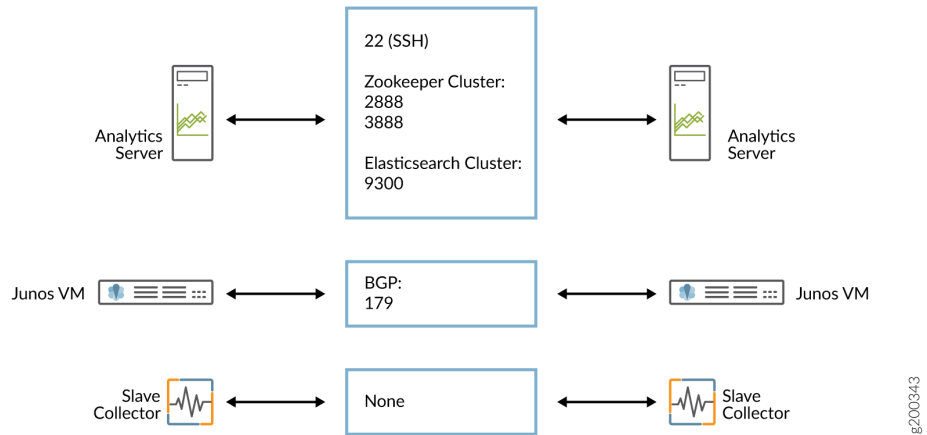 22 (SSH)
Zookeeper Cluster:
2888
3888
Elasticsearch Cluster:
9300
Analytics
Server
Analytics
Server
Junos VM
BGP:
179
Junos VM
Slave
Collector
None
Slave
Collector
g200343